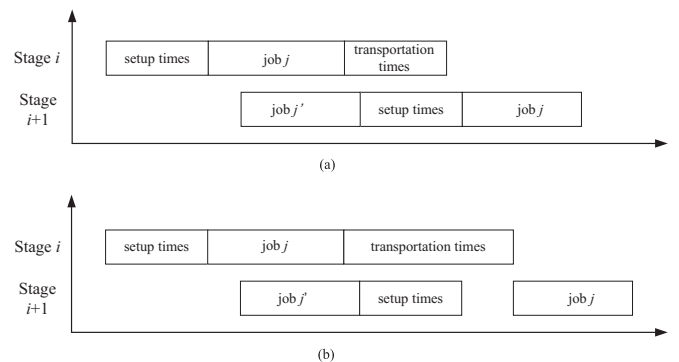 Stage i
setup times
job j
transportation
times
Stage
i+1
job j'
setup times
job j
(a)
Stage i
setup times
job j
transportation times
Stage
i+1
job j'
setup times
job j
(b)